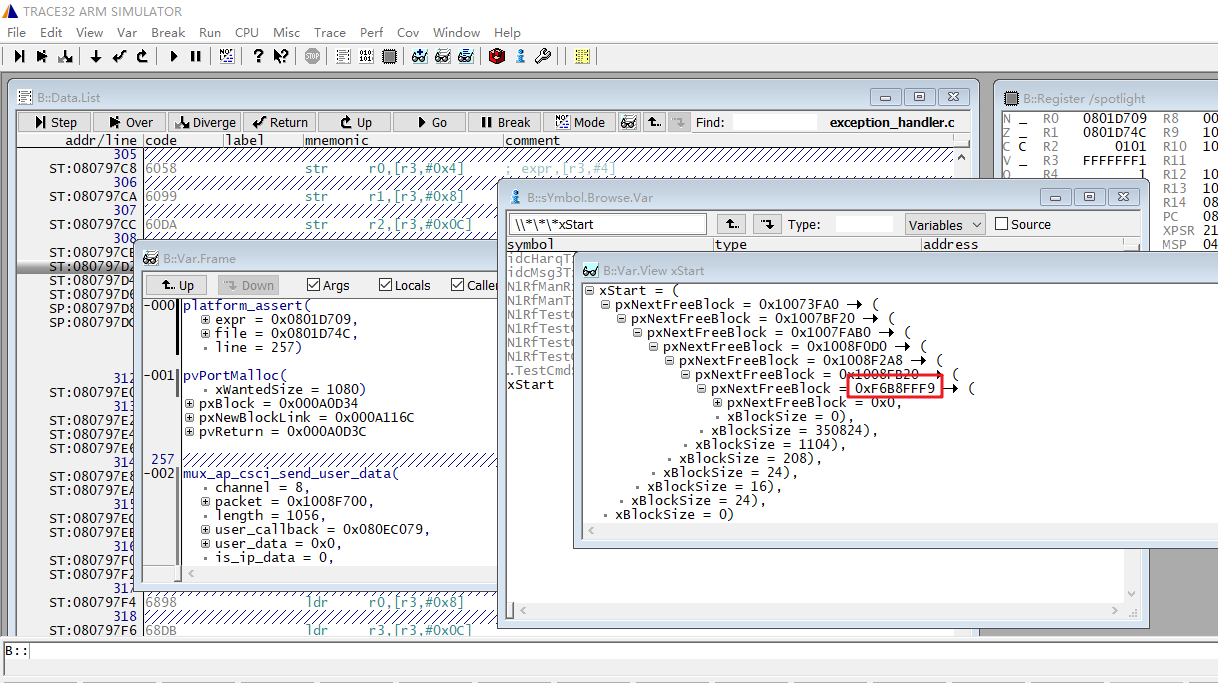 TRACE32 ARM SIMULATOR
File Edit View Var Break Run CPU Misc Trace Perf Cov Window Help
B::Data.List
Step Over Diverge Return Up Go Break Mode Find: exception_handler.c
addr/line code label mnemonic comment
305
ST:080797C8 6058 str r0,[r3,#0x4] ; expr,[r3,#4]
306
ST:080797CA 6099 str r1,[r3,#0x8]
307
ST:080797CC 60DA str r2,[r3,#0x0C]
308
ST:080797CE
ST:080797D2
ST:080797D4
ST:080797D6
SP:080797D8
SP:080797DC
312
ST:080797E0
313
ST:080797E2
ST:080797E4
ST:080797E6
314
ST:080797E8
ST:080797EA
315
ST:080797EC
ST:080797EE
316
ST:080797F0
ST:080797F2
317
ST:080797F4 6898 ldr r0,[r3,#0x8]
318
ST:080797F6 68DB ldr r3,[r3,#0x0C]
B::Var.Frame
Up Down Args Locals Caller
-000 platform_assert(
expr = 0x0801D709,
file = 0x0801D74C,
line = 257)
-001 pvPortMalloc(
xWantedSize = 1080)
pxBlock = 0x000A0D34
pxNewBlockLink = 0x000A116C
pvReturn = 0x000A0D3C
257
-002 mux_ap_csci_send_user_data(
channel = 8,
packet = 0x1008F700,
length = 1056,
user_callback = 0x080EC079,
user_data = 0x0,
is_ip_data = 0,
B::sYmbol.Browse.Var
\\*\*\*xStart Type: Variables Source
symbol type address
idcHarqT
idcMsg3T
N1RfManR
N1RfManT
N1RfTest
N1RfTest
N1RfTest
N1RfTest
..TestCmd
xStart
B::Var.View xStart
xStart = (
pxNextFreeBlock = 0x10073FA0 → (
pxNextFreeBlock = 0x1007BF20 → (
pxNextFreeBlock = 0x1007FAB0 → (
pxNextFreeBlock = 0x1008F0D0 → (
pxNextFreeBlock = 0x1008F2A8 → (
pxNextFreeBlock = 0x1008FB20 → (
pxNextFreeBlock = 0xF6B8FFF9 → (
pxNextFreeBlock = 0x0,
xBlockSize = 0),
xBlockSize = 350824),
xBlockSize = 1104),
xBlockSize = 208),
xBlockSize = 24),
xBlockSize = 16),
xBlockSize = 24),
xBlockSize = 0)
B::Register /spotlight
N _ R0 0801D709 R8 00
Z _ R1 0801D74C R9 10
C C R2 0101 R10 10
V _ R3 FFFFFFF1 R11
Q R4 1 R12 10
R13 10
R14 08
PC 08
XPSR 21
MSP 04
B::